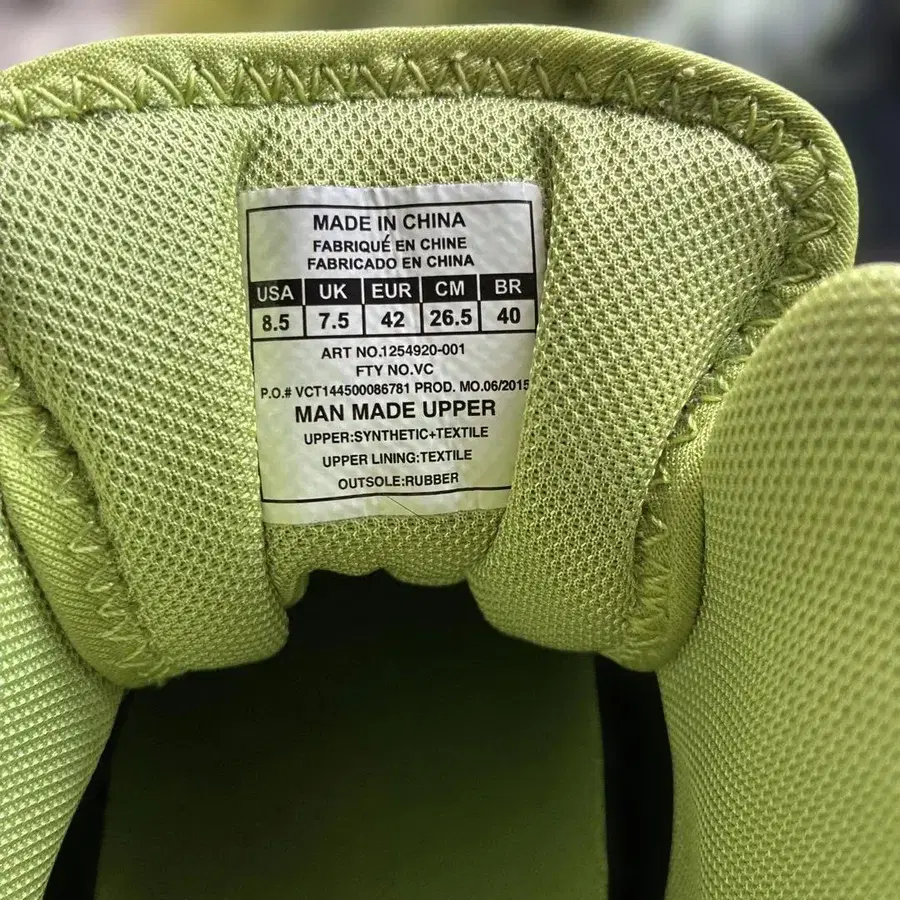 MADE IN CHINA
FABRIQUÉ EN CHINE
FABRICADO EN CHINA
USA UK EUR CM BR
8.5 7.5 42 26.5 40
ART NO.1254920-001
FTY NO.VC
P.O.# VCT144500086781 PROD. MO.06/2015
MAN MADE UPPER
UPPER:SYNTHETIC+TEXTILE
UPPER LINING:TEXTILE
OUTSOLE:RUBBER